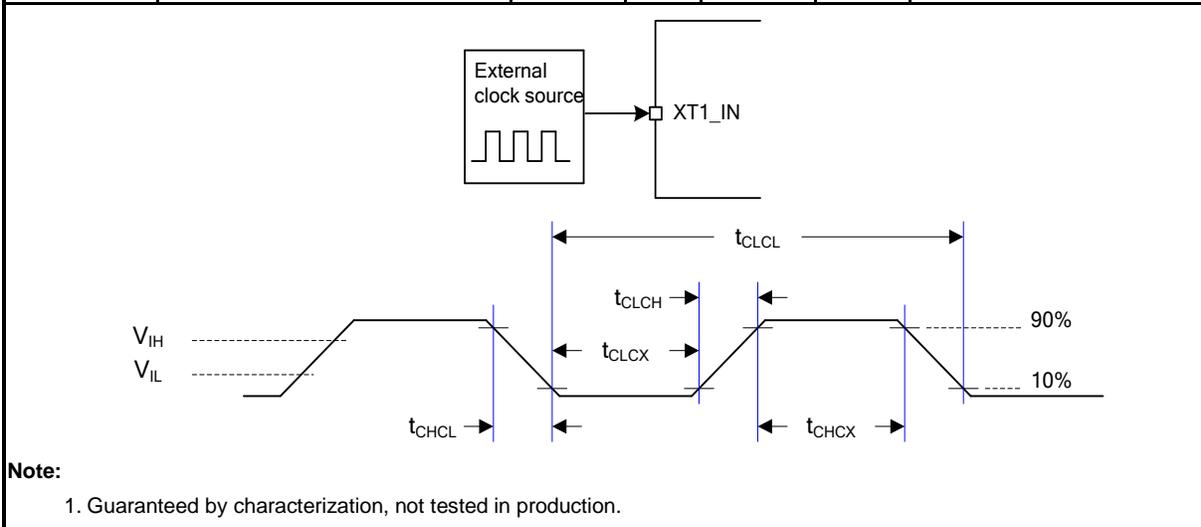 External
clock source
XT1_IN
tCLCL
tCLCH
90%
VIH
tCLCX
VIL
10%
tCHCL
tCHCX
Note:
1. Guaranteed by characterization, not tested in production.